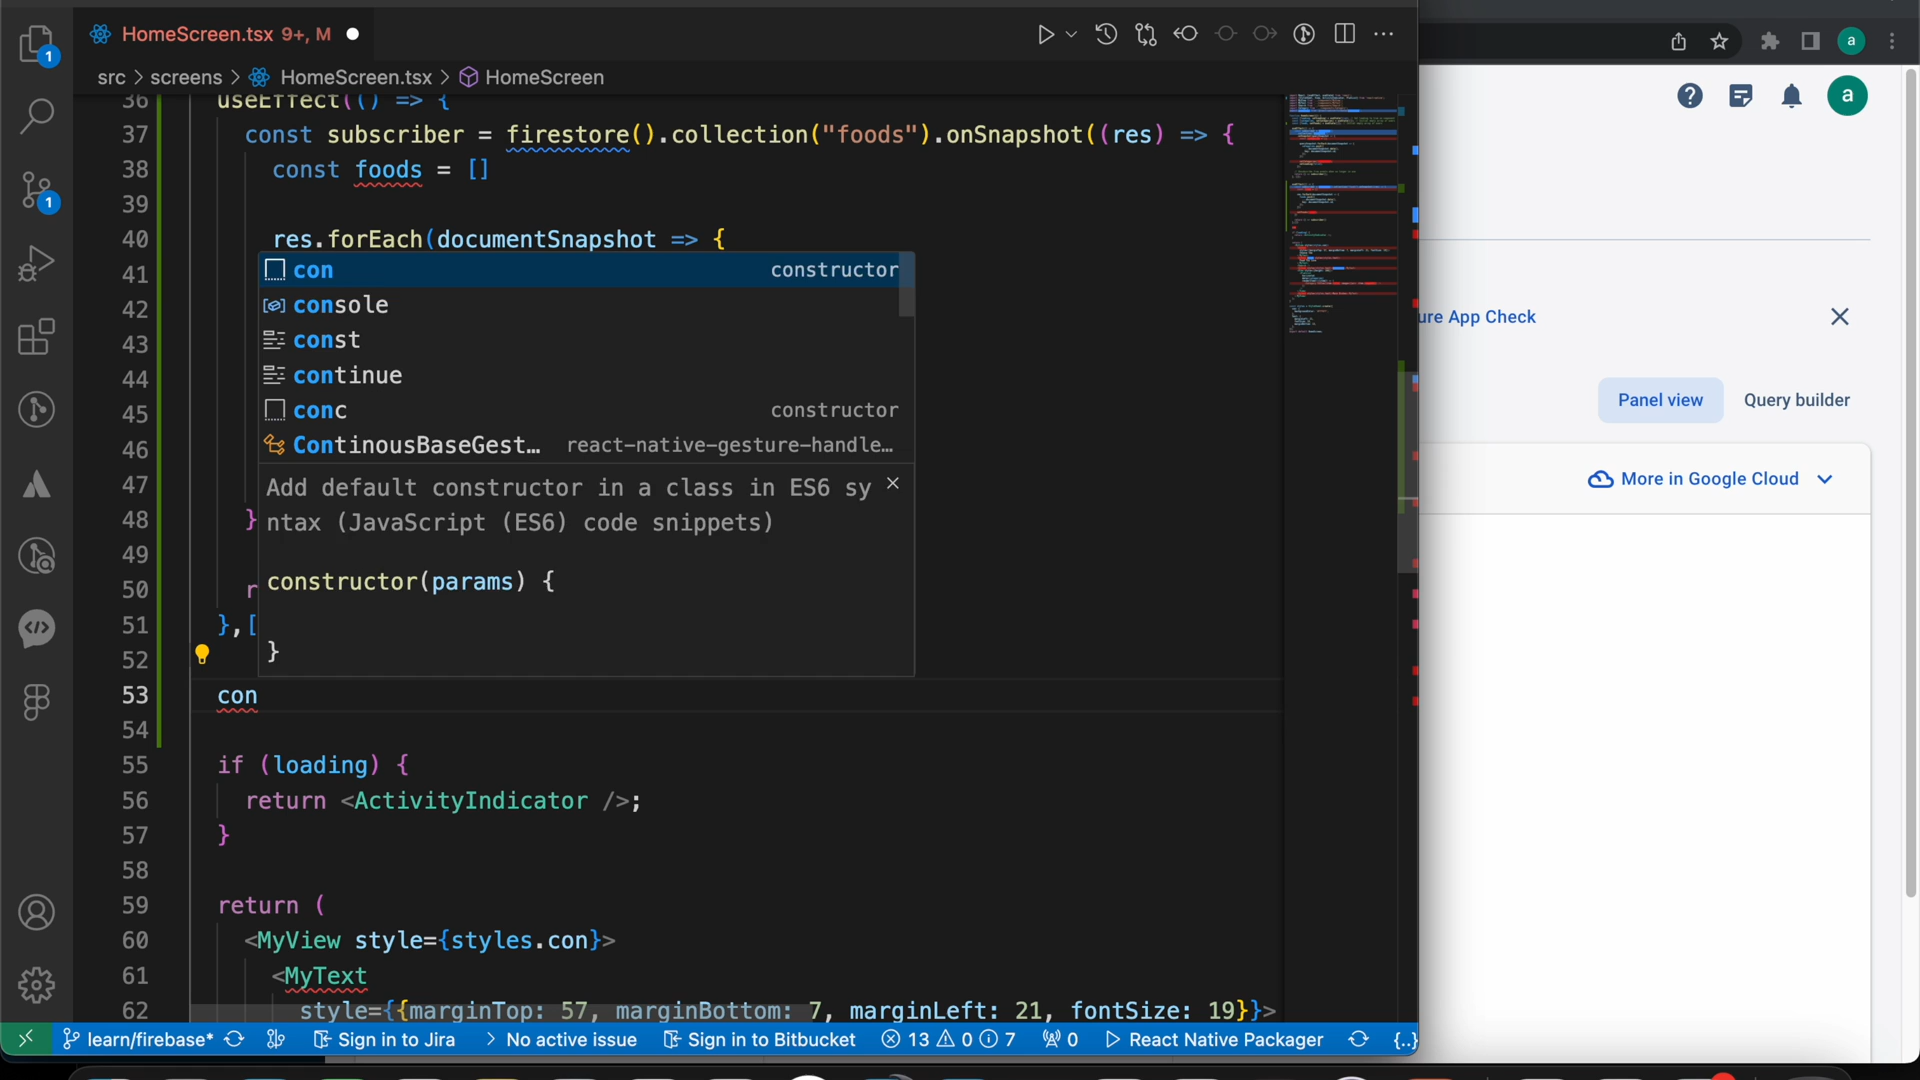 HomeScreen.tsx 9+, M
a
src > screens > HomeScreen.tsx > HomeScreen
a
36 useEffect(() => {
37 const subscriber = firestore().collection("foods").onSnapshot((res) => {
38 const foods = []
39
40 res.forEach(documentSnapshot => {
41
42
43
44
45
46
47
48 }
49
50 r
51 },[
52
con constructor
console
const
continue
conc constructor
ContinousBaseGest... react-native-gesture-handle...
Add default constructor in a class in ES6 sy
ntax (JavaScript (ES6) code snippets)
constructor(params) {
}
53 con
54
55 if (loading) {
56 return <ActivityIndicator />;
57 }
58
59 return (
60 <MyView style={styles.con}>
61 <MyText
62 style={{marginTop: 57, marginBottom: 7, marginLeft: 21, fontSize: 19}}>
ure App Check
Panel view Query builder
More in Google Cloud
1
1
learn/firebase* Sign in to Jira No active issue Sign in to Bitbucket 13 0 7 0 React Native Packager {..}